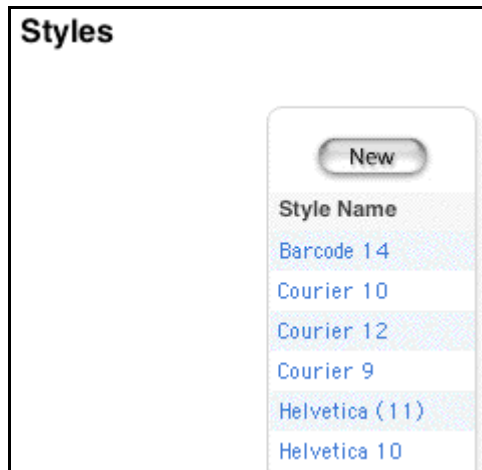 Styles
New
Style Name
Barcode 14
Courier 10
Courier 12
Courier 9
Helvetica (11)
Helvetica 10